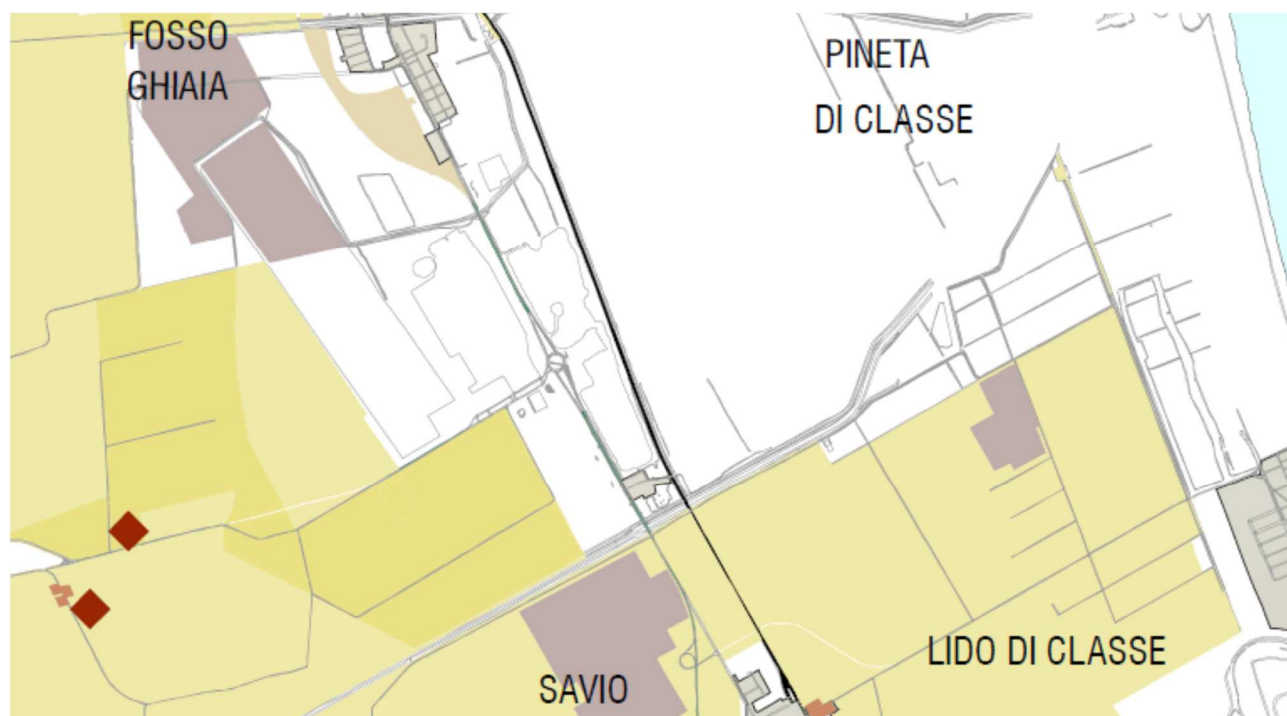 FOSSO
GHIAIA
PINETA
DI CLASSE
LIDO DI CLASSE
SAVIO